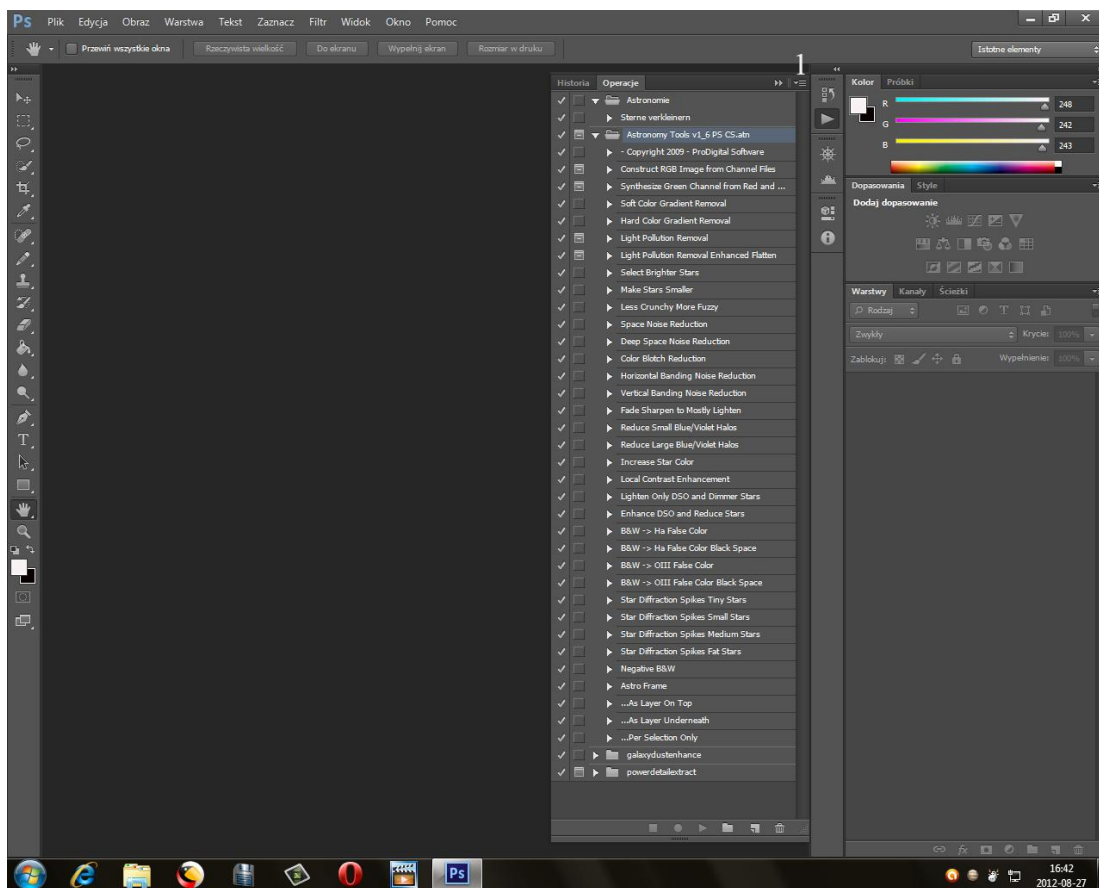 Ps Plik Edycja Obraz Warstwa Tekst Zaznacz Filtr Widok Okno Pomoc
Przewiń wszystkie okna Rzeczywista wielkość Do ekranu Wypełnij ekran Rozmiar w druku Istotne elementy
1
Historia Operacje
Astronomie
Sterne verkleinern
Astronomy Tools v1_6 PS CS.atn
- Copyright 2009 - ProDigital Software
Construct RGB Image from Channel Files
Synthesize Green Channel from Red and ...
Soft Color Gradient Removal
Hard Color Gradient Removal
Light Pollution Removal
Light Pollution Removal Enhanced Flatten
Select Brighter Stars
Make Stars Smaller
Less Crunchy More Fuzzy
Space Noise Reduction
Deep Space Noise Reduction
Color Blotch Reduction
Horizontal Banding Noise Reduction
Vertical Banding Noise Reduction
Fade Sharpen to Mostly Lighten
Reduce Small Blue/Violet Halos
Reduce Large Blue/Violet Halos
Increase Star Color
Local Contrast Enhancement
Lighten Only DSO and Dimmer Stars
Enhance DSO and Reduce Stars
B&W -> Ha False Color
B&W -> Ha False Color Black Space
B&W -> OIII False Color
B&W -> OIII False Color Black Space
Star Diffraction Spikes Tiny Stars
Star Diffraction Spikes Small Stars
Star Diffraction Spikes Medium Stars
Star Diffraction Spikes Fat Stars
Negative B&W
Astro Frame
...As Layer On Top
...As Layer Underneath
...Per Selection Only
galaxydustenhance
powerdetailextract
Kolor Próbki
R 248
G 242
B 243
Dopasowania Style
Dodaj dopasowanie
Warstwy Kanały Ścieżki
Rodzaj
Zwykły Krycie: 100%
Zablokuj: Wypełnienie: 100%
Ps
16:42
2012-08-27